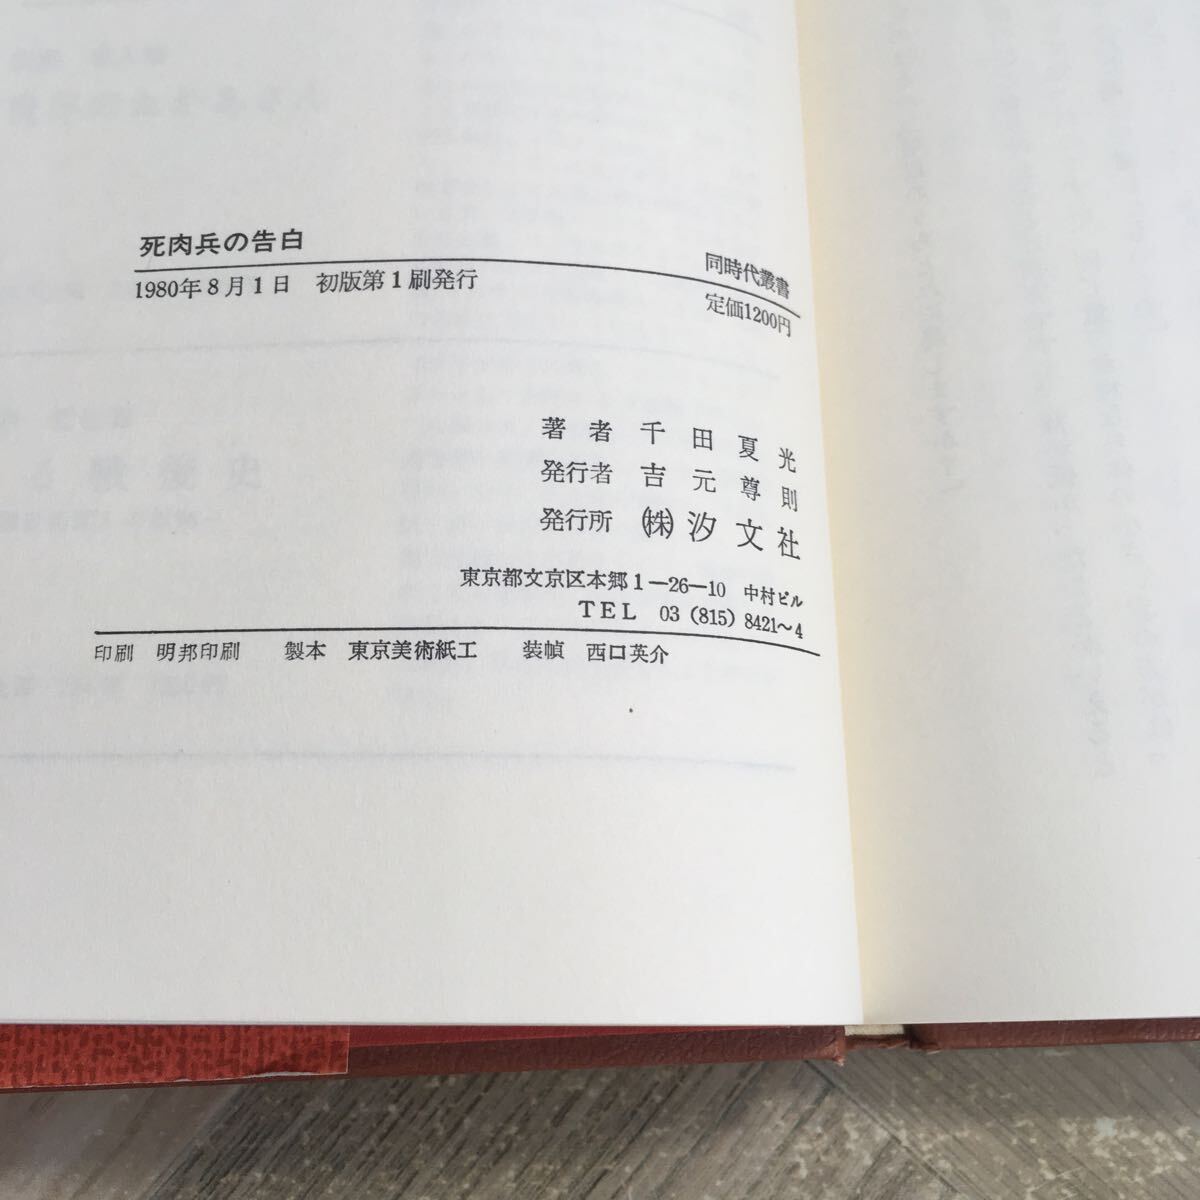 死肉兵の告白
同時代叢書
1980年8月1日　初版第1刷発行
定価1200円
著者　千田夏光
発行者　吉元尊則
発行所　㈱汐文社
東京都文京区本郷1—26—10　中村ビル
TEL　03 (815) 8421〜4
印刷　明邦印刷　製本　東京美術紙工　装幀　西口英介